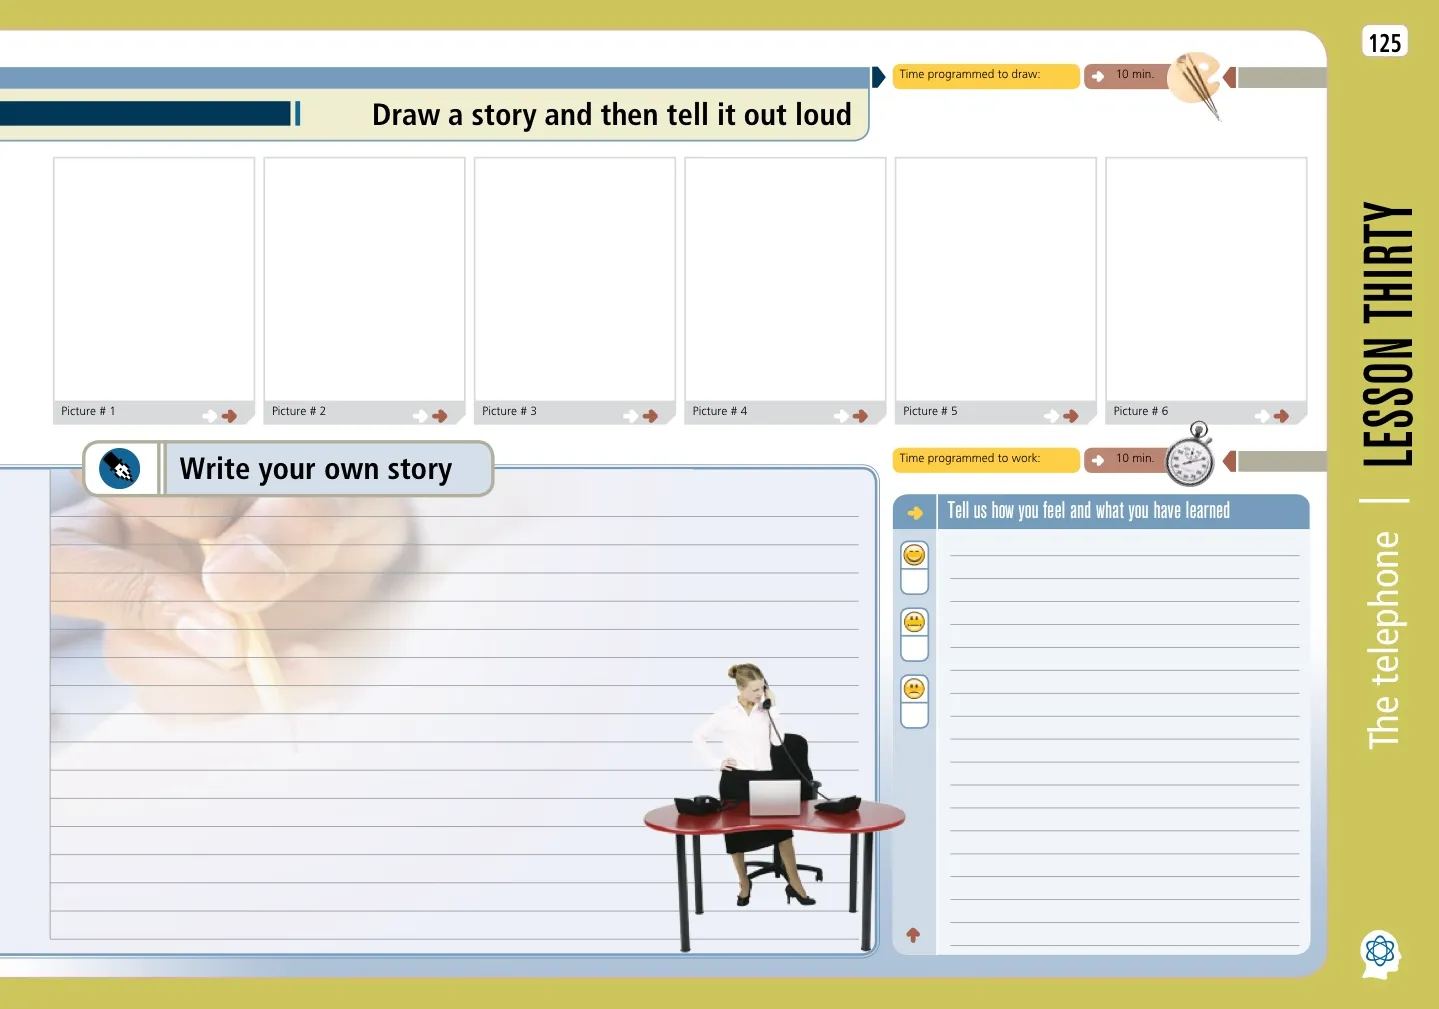 125
Time programmed to draw:
10 min.
Draw a story and then tell it out loud
Picture # 1
Picture # 2
Picture # 3
Picture # 4
Picture # 5
Picture # 6
Write your own story
Time programmed to work:
10 min.
Tell us how you feel and what you have learned
The telephone | LESSON THIRTY